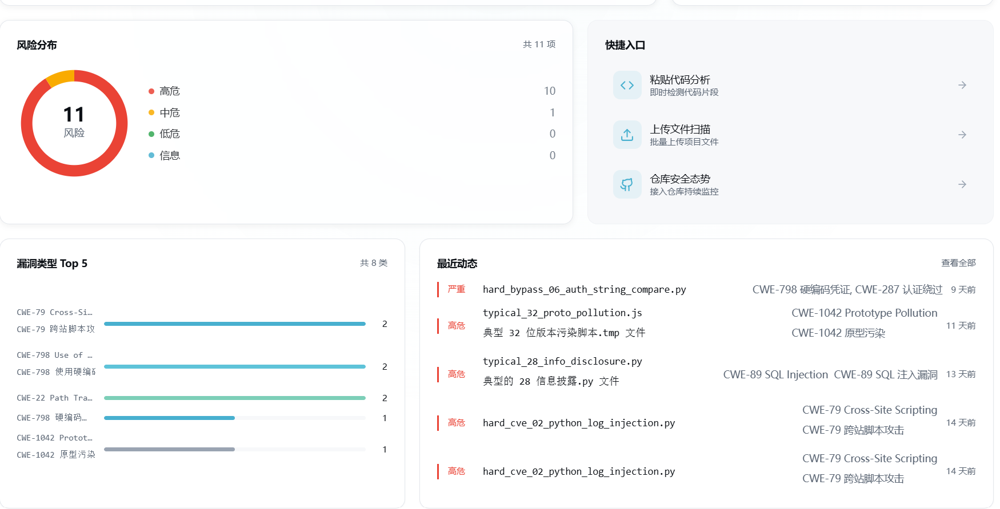 风险分布
共 11 项
11
风险
高危 10
中危 1
低危 0
信息 0
快捷入口
粘贴代码分析
即时检测代码片段
上传文件扫描
批量上传项目文件
仓库安全态势
接入仓库持续监控
漏洞类型 Top 5
共 8 类
CWE-79 Cross-Si…
CWE-79 跨站脚本攻
2
CWE-798 Use of …
CWE-798 使用硬编码
2
CWE-22 Path Tra…
2
CWE-798 硬编码…
1
CWE-1042 Protot…
CWE-1042 原型污染
1
最近动态
查看全部
严重 hard_bypass_06_auth_string_compare.py CWE-798 硬编码凭证, CWE-287 认证绕过 9 天前
高危
typical_32_proto_pollution.js
典型 32 位版本污染脚本.tmp 文件
CWE-1042 Prototype Pollution
CWE-1042 原型污染
11 天前
高危
typical_28_info_disclosure.py
典型的 28 信息披露.py 文件
CWE-89 SQL Injection CWE-89 SQL 注入漏洞
13 天前
高危
hard_cve_02_python_log_injection.py
CWE-79 Cross-Site Scripting
CWE-79 跨站脚本攻击
14 天前
高危
hard_cve_02_python_log_injection.py
CWE-79 Cross-Site Scripting
CWE-79 跨站脚本攻击
14 天前